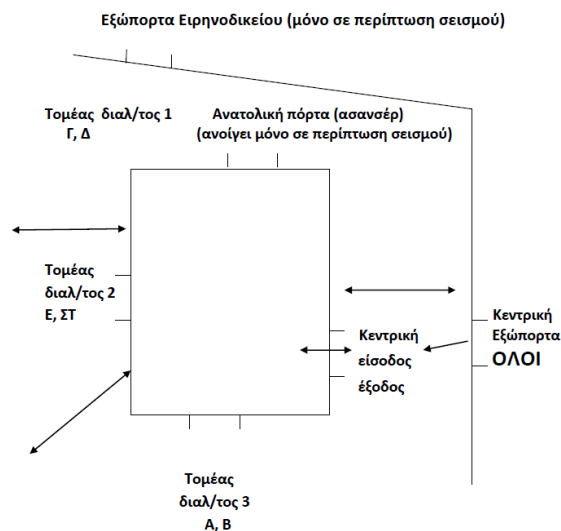 Εξώπορτα Ειρηνοδικείου (μόνο σε περίπτωση σεισμού)
Τομέας διαλ/τος 1
Γ, Δ
Ανατολική πόρτα (ασανσέρ)
(ανοίγει μόνο σε περίπτωση σεισμού)
Τομέας
διαλ/τος 2
Ε, ΣΤ
Κεντρική
είσοδος
έξοδος
Κεντρική
Εξώπορτα
ΟΛΟΙ
Τομέας
διαλ/τος 3
Α, Β